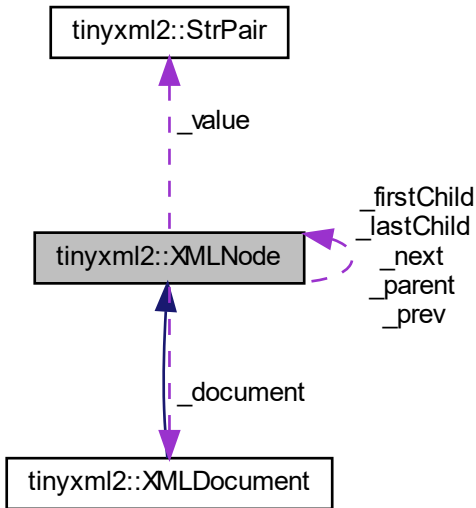 tinyxml2::StrPair
_value
_firstChild
_lastChild
_next
_parent
_prev
tinyxml2::XMLNode
_document
tinyxml2::XMLDocument